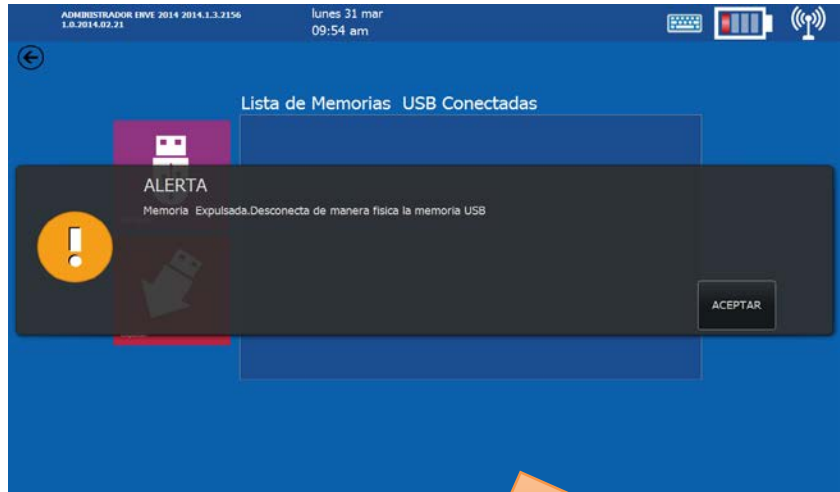 ADMINISTRADOR ENVE 2014 2014.1.3.2156
1.0.2014.02.21
lunes 31 mar
09:54 am
Lista de Memorias USB Conectadas
ALERTA
Memoria Expulsada.Desconecta de manera fisica la memoria USB
ACEPTAR